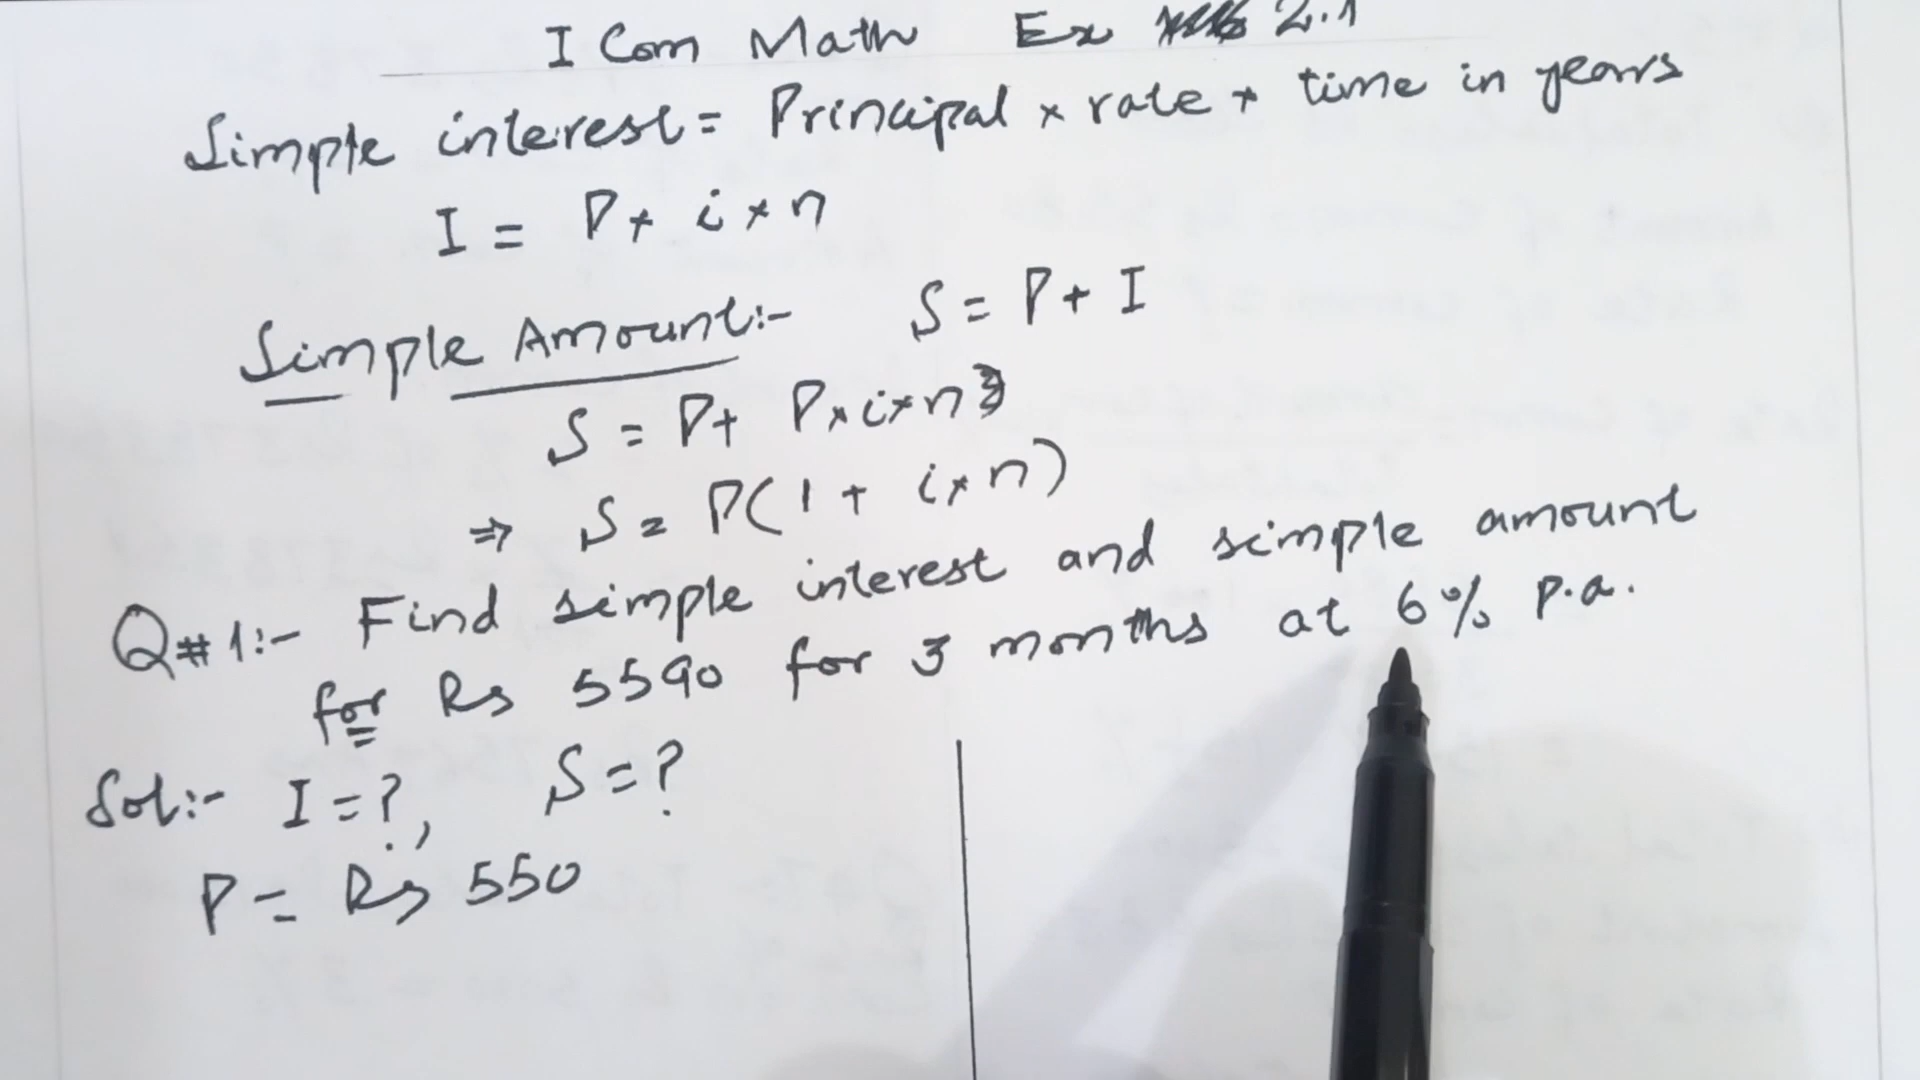 I Com Math Ex 2.1
Simple interest = Principal × rate × time in years
I = P × i × n
Simple Amount:- S = P + I
S = P + P × i × n
⇒ S = P(1 + i × n)
Q#1:- Find simple interest and simple amount
for Rs 5590 for 3 months at 6% p.a.
Sol:- I = ?, S = ?
P = Rs 550